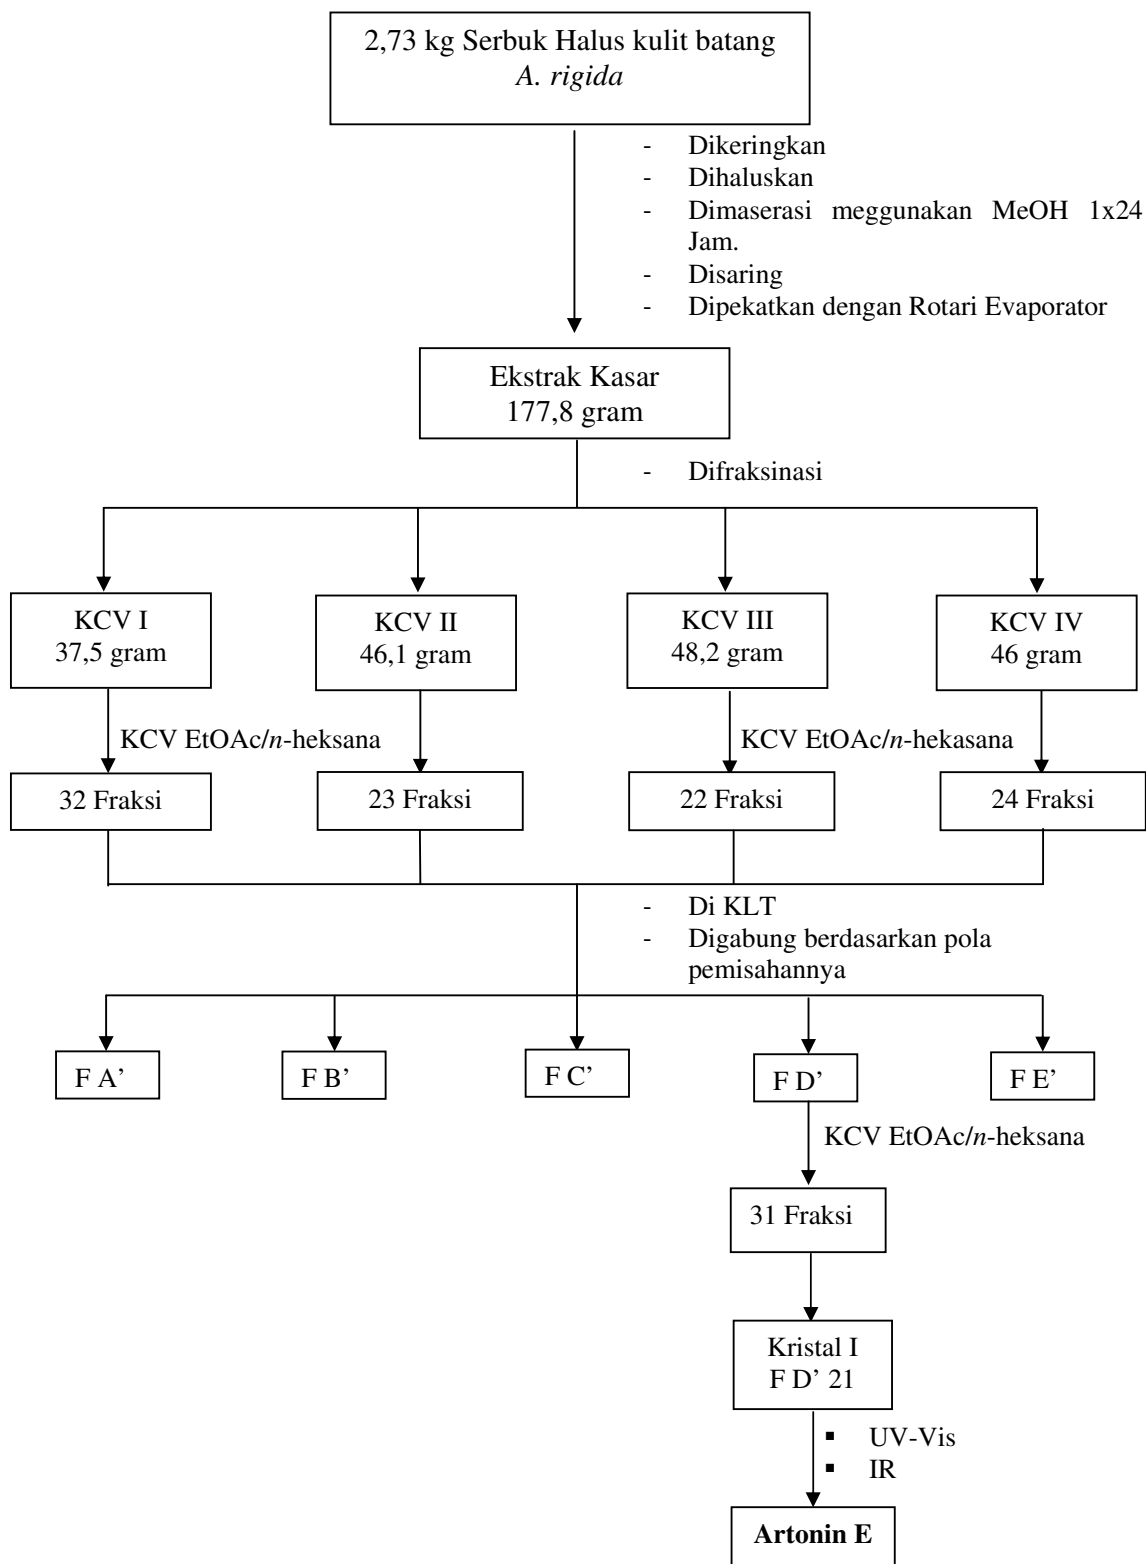 2,73 kg Serbuk Halus kulit batang
A. rigida
- Dikeringkan
- Dihaluskan
- Dimaserasi meggunakan MeOH 1x24
Jam.
- Disaring
- Dipekatkan dengan Rotari Evaporator
Ekstrak Kasar
177,8 gram
- Difraksinasi
KCV I
37,5 gram
KCV II
46,1 gram
KCV III
48,2 gram
KCV IV
46 gram
KCV EtOAc/n-heksana
KCV EtOAc/n-hekasana
32 Fraksi
23 Fraksi
22 Fraksi
24 Fraksi
- Di KLT
- Digabung berdasarkan pola
pemisahannya
F A’
F B’
F C’
F D’
F E’
KCV EtOAc/n-heksana
31 Fraksi
Kristal I
F D’ 21
▪ UV-Vis
▪ IR
Artonin E